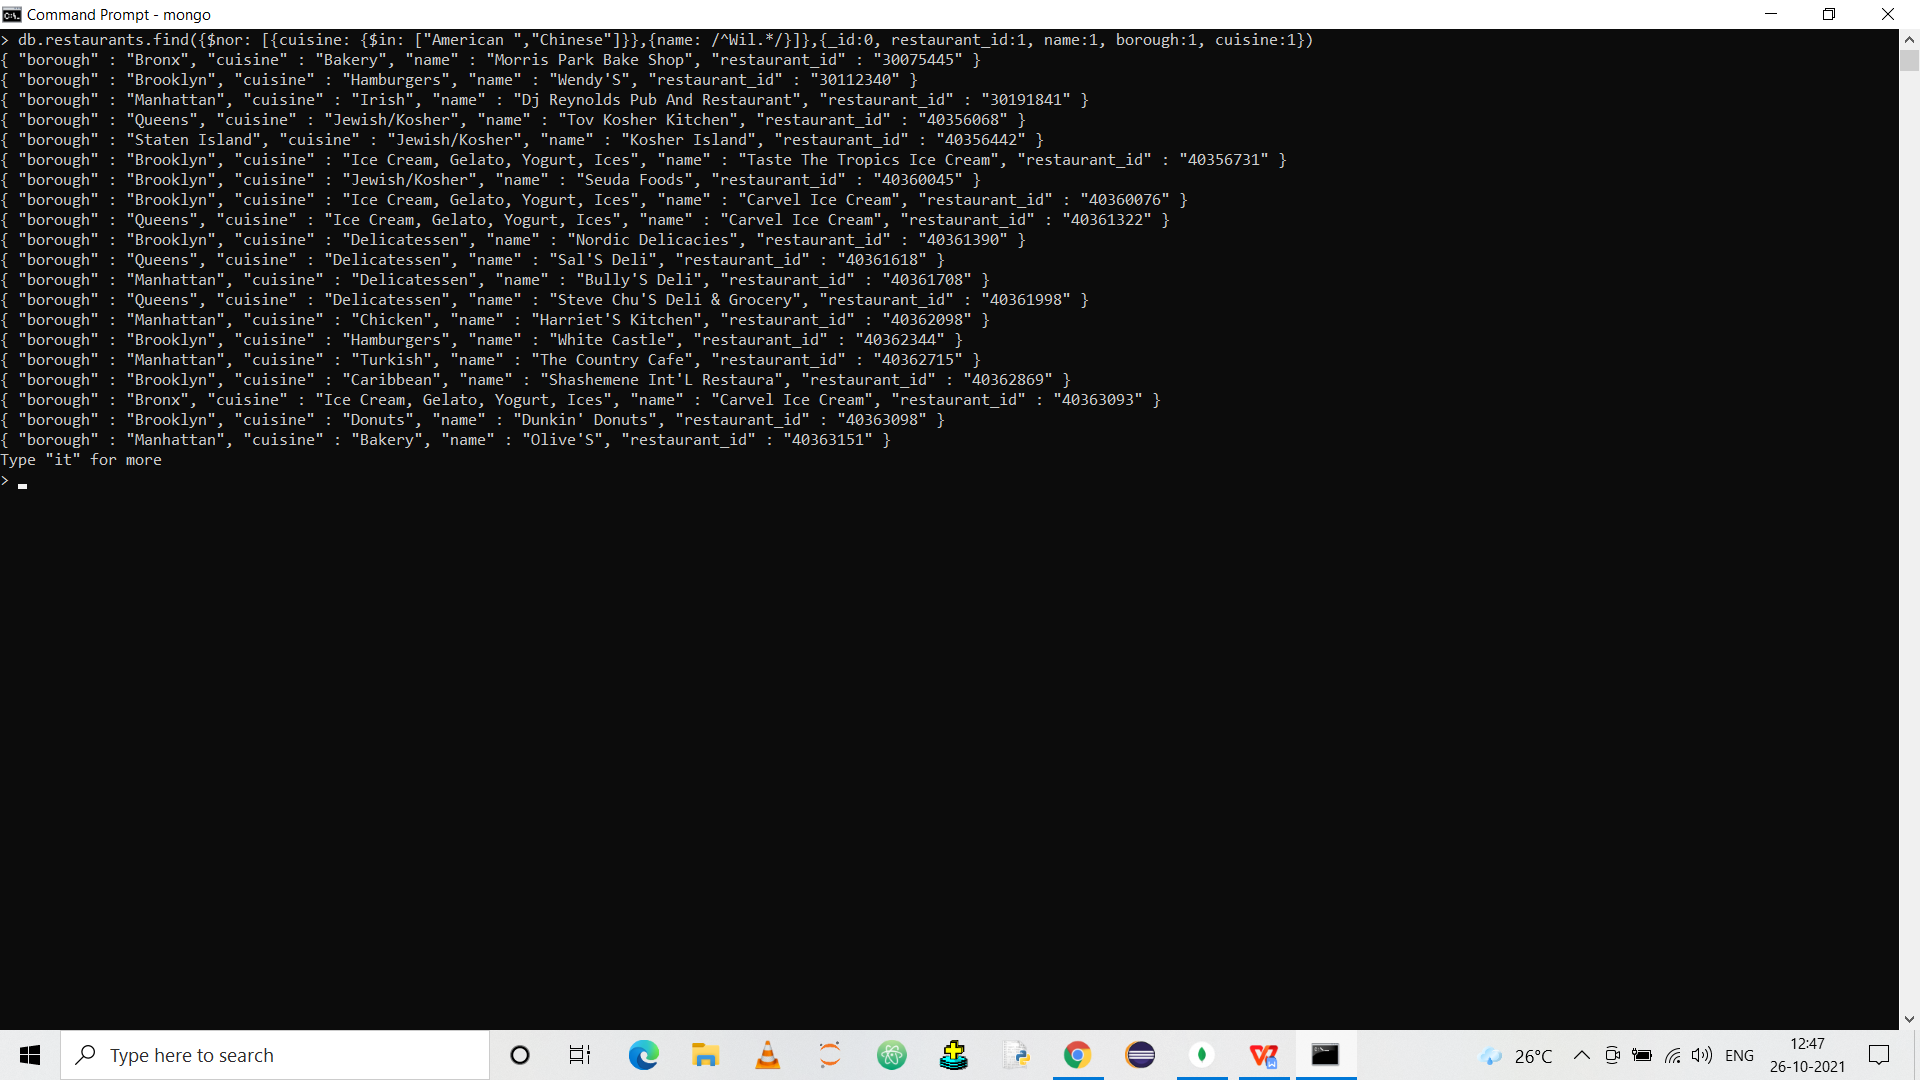 Command Prompt - mongo
> db.restaurants.find({$nor: [{cuisine: {$in: ["American ","Chinese"]}},{name: /^Wil.*/}]},{_id:0, restaurant_id:1, name:1, borough:1, cuisine:1})
{ "borough" : "Bronx", "cuisine" : "Bakery", "name" : "Morris Park Bake Shop", "restaurant_id" : "30075445" }
{ "borough" : "Brooklyn", "cuisine" : "Hamburgers", "name" : "Wendy'S", "restaurant_id" : "30112340" }
{ "borough" : "Manhattan", "cuisine" : "Irish", "name" : "Dj Reynolds Pub And Restaurant", "restaurant_id" : "30191841" }
{ "borough" : "Queens", "cuisine" : "Jewish/Kosher", "name" : "Tov Kosher Kitchen", "restaurant_id" : "40356068" }
{ "borough" : "Staten Island", "cuisine" : "Jewish/Kosher", "name" : "Kosher Island", "restaurant_id" : "40356442" }
{ "borough" : "Brooklyn", "cuisine" : "Ice Cream, Gelato, Yogurt, Ices", "name" : "Taste The Tropics Ice Cream", "restaurant_id" : "40356731" }
{ "borough" : "Brooklyn", "cuisine" : "Jewish/Kosher", "name" : "Seuda Foods", "restaurant_id" : "40360045" }
{ "borough" : "Brooklyn", "cuisine" : "Ice Cream, Gelato, Yogurt, Ices", "name" : "Carvel Ice Cream", "restaurant_id" : "40360076" }
{ "borough" : "Queens", "cuisine" : "Ice Cream, Gelato, Yogurt, Ices", "name" : "Carvel Ice Cream", "restaurant_id" : "40361322" }
{ "borough" : "Brooklyn", "cuisine" : "Delicatessen", "name" : "Nordic Delicacies", "restaurant_id" : "40361390" }
{ "borough" : "Queens", "cuisine" : "Delicatessen", "name" : "Sal'S Deli", "restaurant_id" : "40361618" }
{ "borough" : "Manhattan", "cuisine" : "Delicatessen", "name" : "Bully'S Deli", "restaurant_id" : "40361708" }
{ "borough" : "Queens", "cuisine" : "Delicatessen", "name" : "Steve Chu'S Deli & Grocery", "restaurant_id" : "40361998" }
{ "borough" : "Manhattan", "cuisine" : "Chicken", "name" : "Harriet'S Kitchen", "restaurant_id" : "40362098" }
{ "borough" : "Brooklyn", "cuisine" : "Hamburgers", "name" : "White Castle", "restaurant_id" : "40362344" }
{ "borough" : "Manhattan", "cuisine" : "Turkish", "name" : "The Country Cafe", "restaurant_id" : "40362715" }
{ "borough" : "Brooklyn", "cuisine" : "Caribbean", "name" : "Shashemene Int'L Restaura", "restaurant_id" : "40362869" }
{ "borough" : "Bronx", "cuisine" : "Ice Cream, Gelato, Yogurt, Ices", "name" : "Carvel Ice Cream", "restaurant_id" : "40363093" }
{ "borough" : "Brooklyn", "cuisine" : "Donuts", "name" : "Dunkin' Donuts", "restaurant_id" : "40363098" }
{ "borough" : "Manhattan", "cuisine" : "Bakery", "name" : "Olive'S", "restaurant_id" : "40363151" }
Type "it" for more
>
Type here to search
26°C
ENG
12:47
26-10-2021